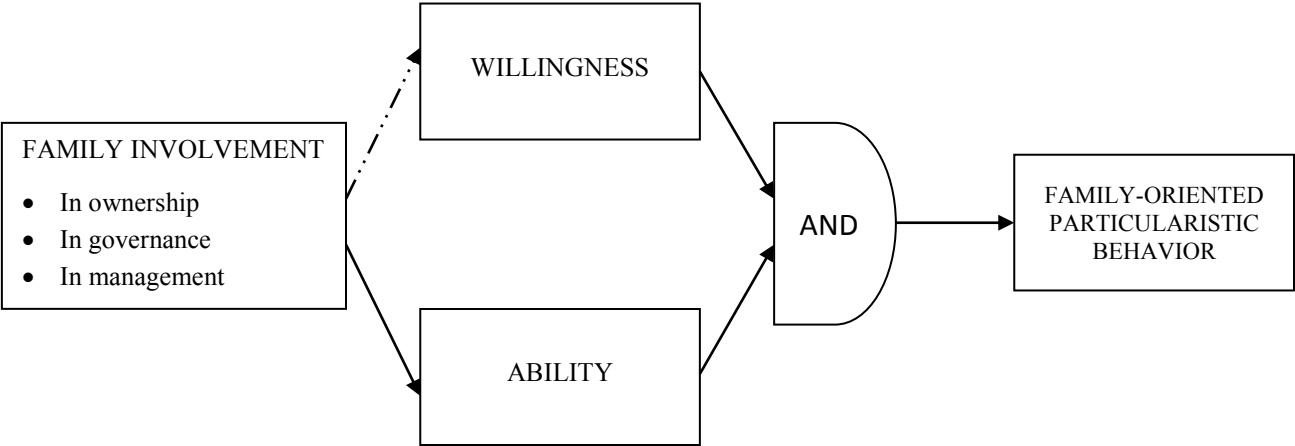 WILLINGNESS
FAMILY INVOLVEMENT
• In ownership
• In governance
• In management
AND
FAMILY-ORIENTED
PARTICULARISTIC
BEHAVIOR
ABILITY